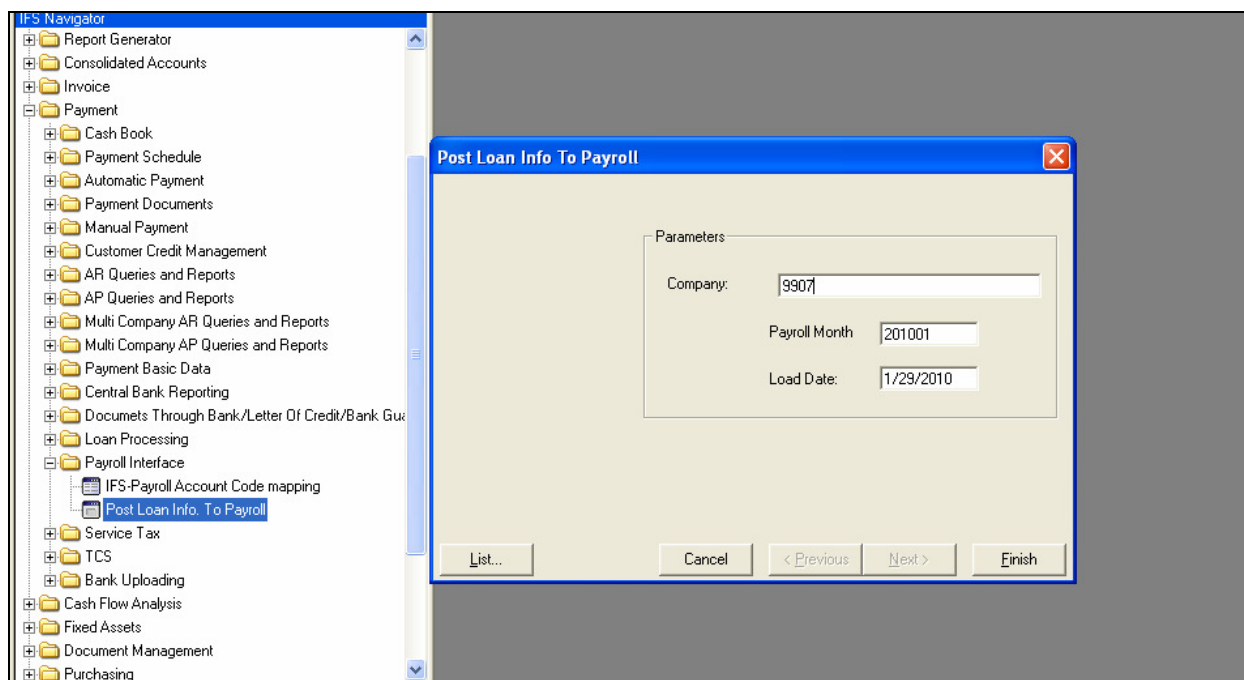 IFS Navigator
Report Generator
Consolidated Accounts
Invoice
Payment
Cash Book
Payment Schedule
Automatic Payment
Payment Documents
Manual Payment
Customer Credit Management
AR Queries and Reports
AP Queries and Reports
Multi Company AR Queries and Reports
Multi Company AP Queries and Reports
Payment Basic Data
Central Bank Reporting
Documets Through Bank/Letter Of Credit/Bank Gua
Loan Processing
Payroll Interface
IFS-Payroll Account Code mapping
Post Loan Info. To Payroll
Service Tax
TCS
Bank Uploading
Cash Flow Analysis
Fixed Assets
Document Management
Purchasing
Post Loan Info To Payroll
Parameters
Company: 9907
Payroll Month 201001
Load Date: 1/29/2010
List... Cancel < Previous Next > Finish